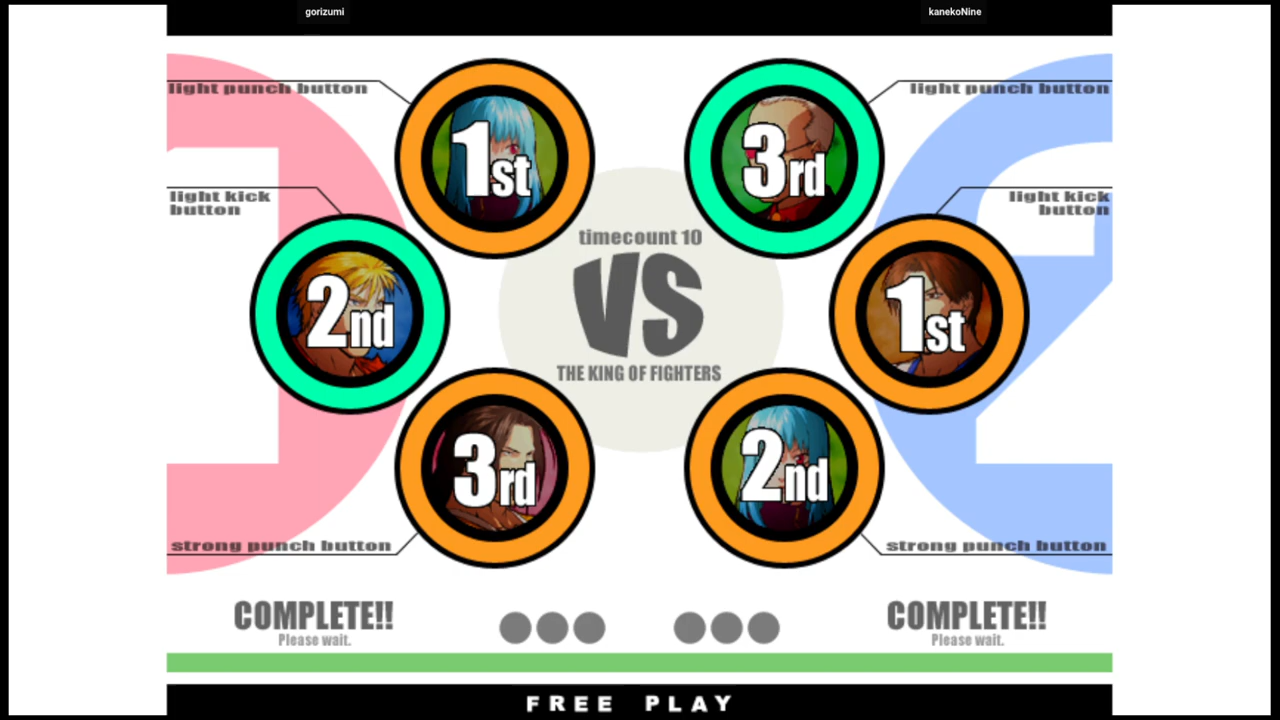 gorizumi
kanekoNine
light punch button
light punch button
1st
3rd
light kick
button
light kick
button
timecount 10
VS
THE KING OF FIGHTERS
2nd
1st
3rd
2nd
strong punch button
strong punch button
COMPLETE!!
Please wait.
COMPLETE!!
Please wait.
FREE PLAY